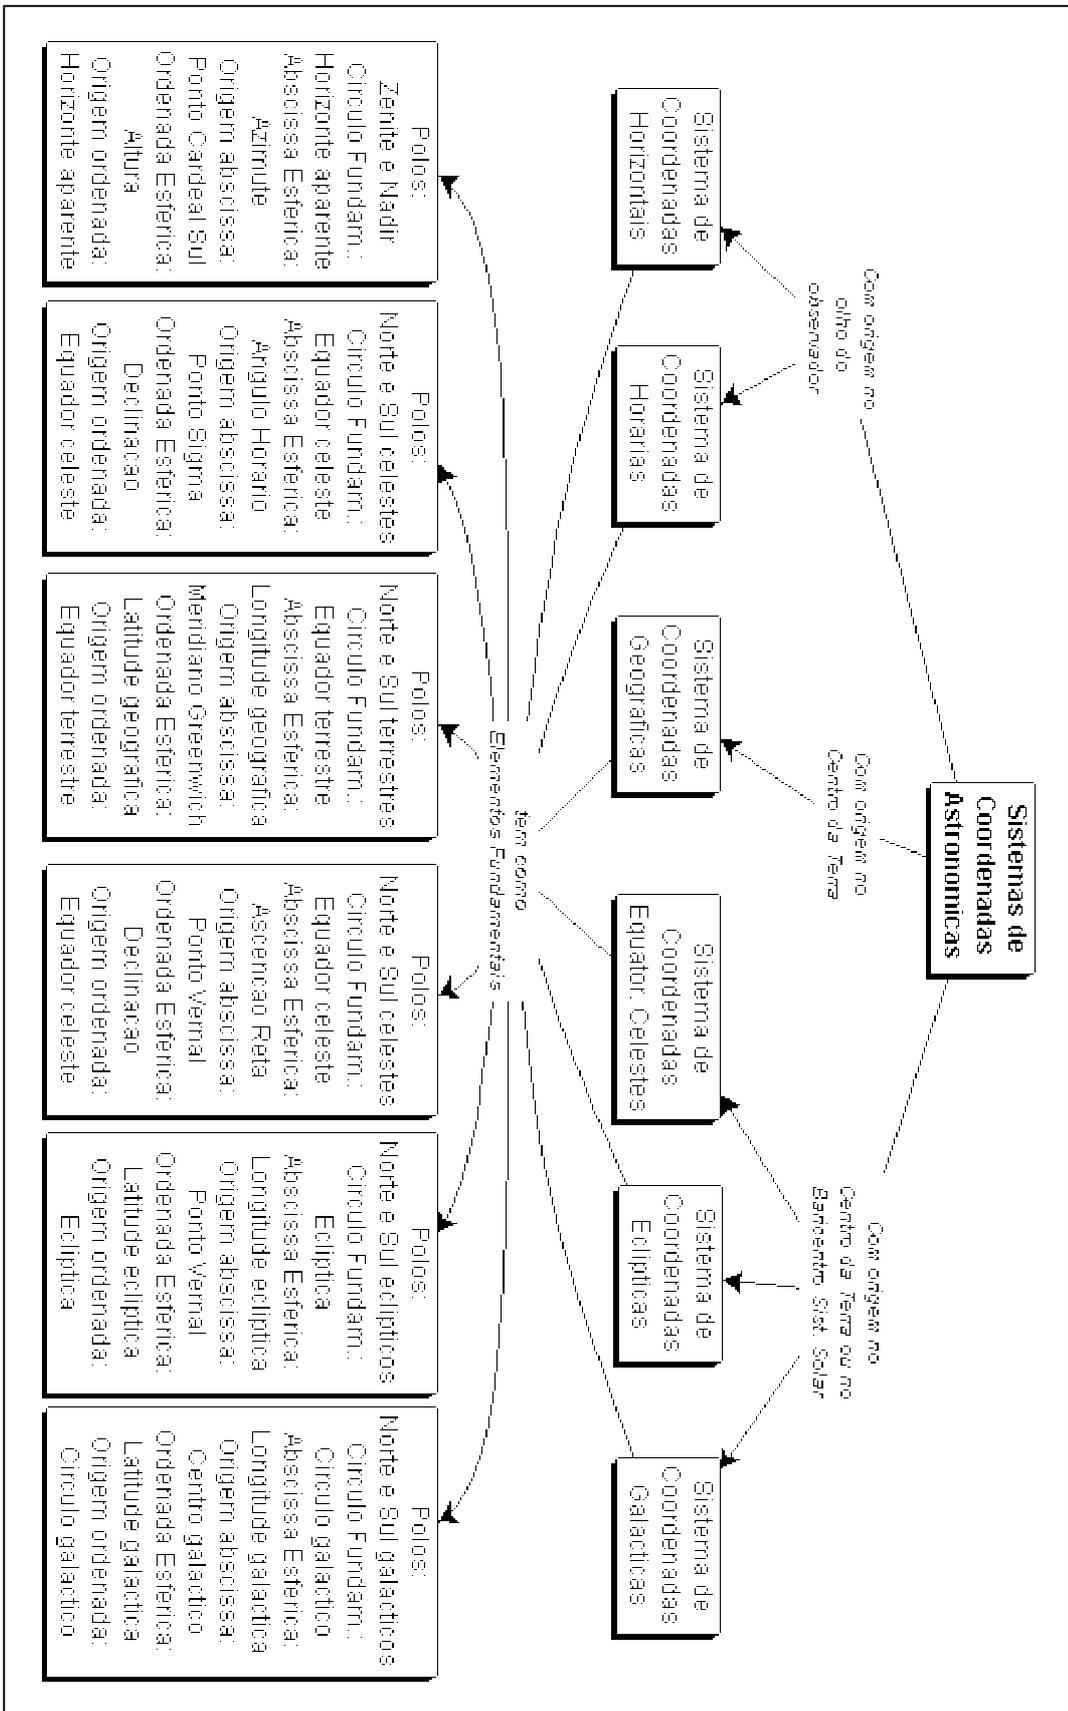 Sistemas de
Coordenadas
Astronomicas
Com origem no
olho do
observador
Com origem no
Centro da Terra
Com origem no
Centro da Terra ou no
Baricentro Sist. Solar
Sistema de
Coordenadas
Horizontais
Sistema de
Coordenadas
Horarias
Sistema de
Coordenadas
Geograficas
Sistema de
Coordenadas
Equator. Celestes
Sistema de
Coordenadas
Eclipticas
Sistema de
Coordenadas
Galacticas
tem como
Elementos Fundamentais
Polos:
Zenite e Nadir
Circulo Fundam.:
Horizonte aparente
Abscissa Esferica:
Azimute
Origem abscissa:
Ponto Cardeal Sul
Ordenada Esferica:
Altura
Origem ordenada:
Horizonte aparente
Polos:
Norte e Sul celestes
Circulo Fundam.:
Equador celeste
Abscissa Esferica:
Angulo Horario
Origem abscissa:
Ponto Sigma
Ordenada Esferica:
Declinacao
Origem ordenada:
Equador celeste
Polos:
Norte e Sul terrestres
Circulo Fundam.:
Equador terrestre
Abscissa Esferica:
Longitude geografica
Origem abscissa:
Meridiano Greenwich
Ordenada Esferica:
Latitude geografica
Origem ordenada:
Equador terrestre
Polos:
Norte e Sul celestes
Circulo Fundam.:
Equador celeste
Abscissa Esferica:
Ascencao Reta
Origem abscissa:
Ponto Vernal
Ordenada Esferica:
Declinacao
Origem ordenada:
Equador celeste
Polos:
Norte e Sul eclipticos
Circulo Fundam.:
Ecliptica
Abscissa Esferica:
Longitude ecliptica
Origem abscissa:
Ponto Vernal
Ordenada Esferica:
Latitude ecliptica
Origem ordenada:
Ecliptica
Polos:
Norte e Sul galacticos
Circulo Fundam.:
Circulo galactico
Abscissa Esferica:
Longitude galactica
Origem abscissa:
Centro galactico
Ordenada Esferica:
Latitude galactica
Origem ordenada:
Circulo galactico